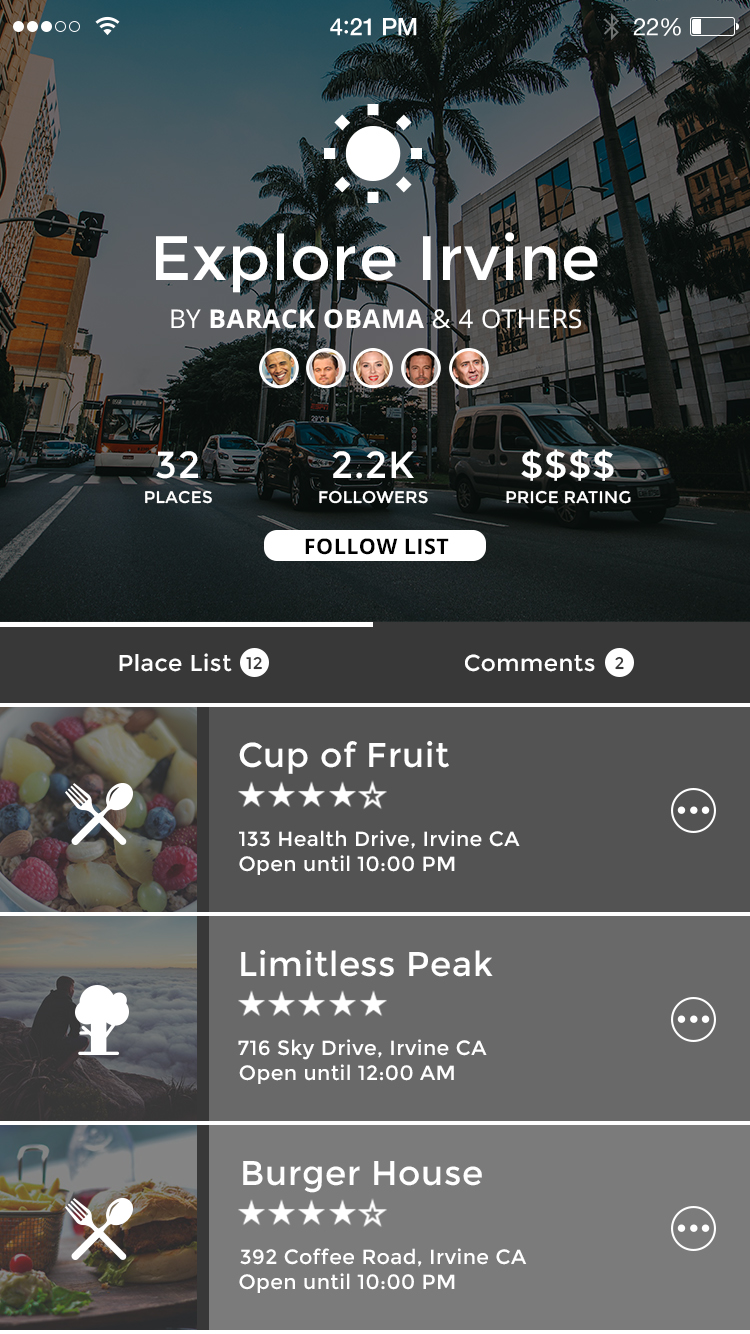 4:21 PM
22%
Explore Irvine
BY BARACK OBAMA & 4 OTHERS
32
2.2K
$$$$
PLACES
FOLLOWERS
PRICE RATING
FOLLOW LIST
Place List 12
Comments 2
Cup of Fruit
133 Health Drive, Irvine CA
Open until 10:00 PM
Limitless Peak
716 Sky Drive, Irvine CA
Open until 12:00 AM
Burger House
392 Coffee Road, Irvine CA
Open until 10:00 PM